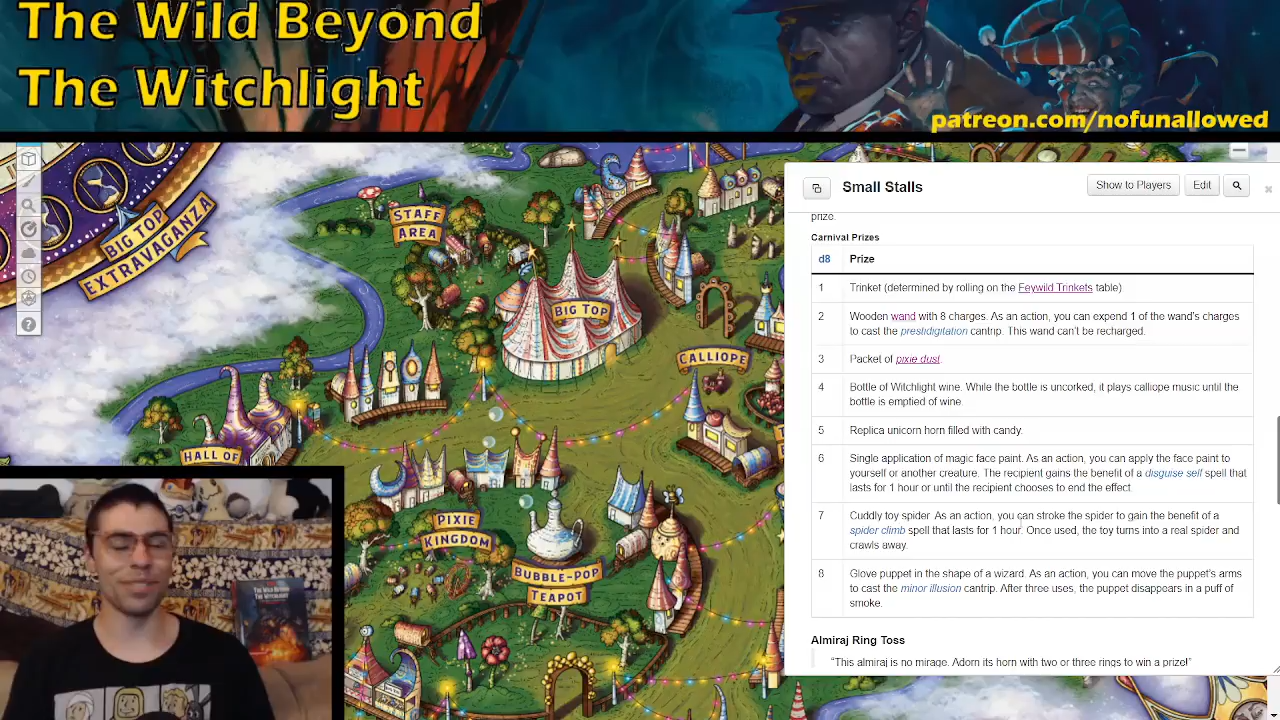 The Wild Beyond
The Witchlight
patreon.com/nofunallowed
BIG TOP
EXTRAVAGANZA
STAFF
AREA
BIG TOP
CALLIOPE
HALL OF
PIXIE
KINGDOM
BUBBLE-POP
TEAPOT
Small Stalls
Show to Players
Edit
prize.
Carnival Prizes
d8 Prize
1 Trinket (determined by rolling on the Feywild Trinkets table)
2 Wooden wand with 8 charges. As an action, you can expend 1 of the wand's charges
to cast the prestidigitation cantrip. This wand can't be recharged.
3 Packet of pixie dust.
4 Bottle of Witchlight wine. While the bottle is uncorked, it plays calliope music until the
bottle is emptied of wine.
5 Replica unicorn horn filled with candy.
6 Single application of magic face paint. As an action, you can apply the face paint to
yourself or another creature. The recipient gains the benefit of a disguise self spell that
lasts for 1 hour or until the recipient chooses to end the effect.
7 Cuddly toy spider. As an action, you can stroke the spider to gain the benefit of a
spider climb spell that lasts for 1 hour. Once used, the toy turns into a real spider and
crawls away.
8 Glove puppet in the shape of a wizard. As an action, you can move the puppet's arms
to cast the minor illusion cantrip. After three uses, the puppet disappears in a puff of
smoke.
Almiraj Ring Toss
"This almiraj is no mirage. Adorn its horn with two or three rings to win a prize!"